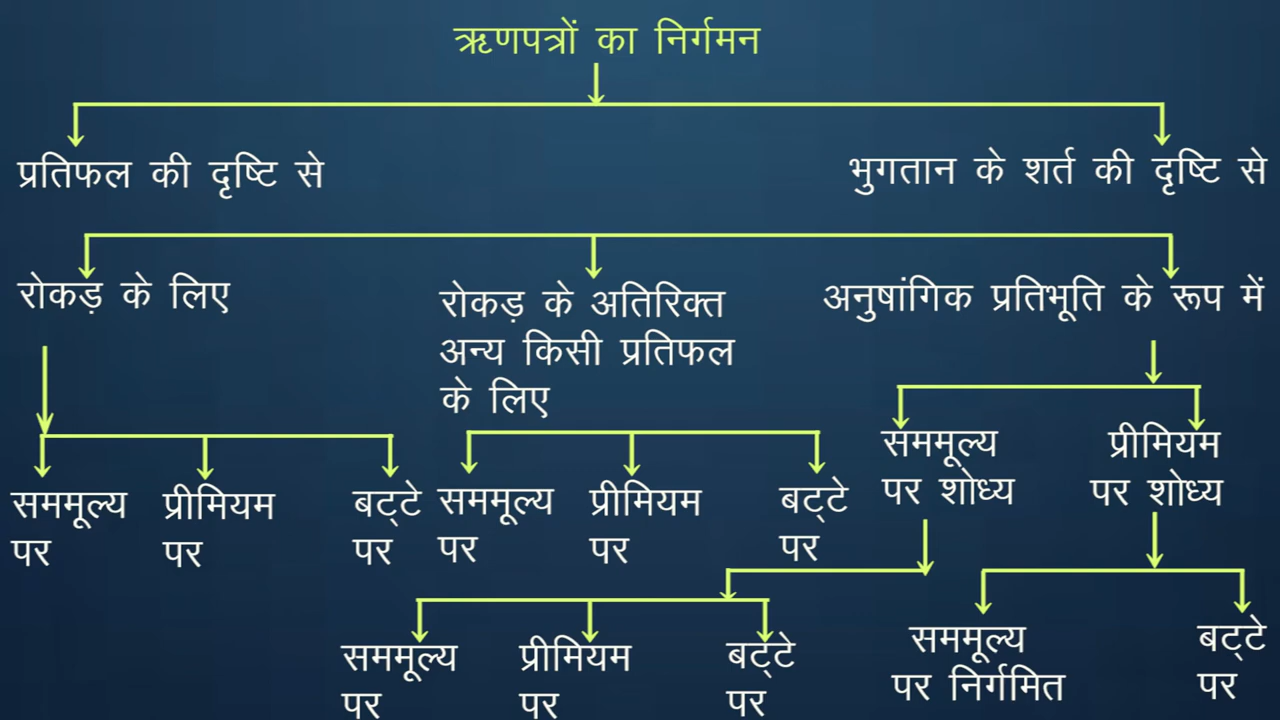 ऋणपत्रों का निर्गमन
प्रतिफल की दृष्टि से
भुगतान के शर्त की दृष्टि से
रोकड़ के लिए
रोकड़ के अतिरिक्त
अन्य किसी प्रतिफल
के लिए
अनुषांगिक प्रतिभूति के रूप में
सममूल्य
पर
प्रीमियम
पर
बट्टे
पर
सममूल्य
पर
प्रीमियम
पर
बट्टे
पर
सममूल्य
पर शोध्य
प्रीमियम
पर शोध्य
सममूल्य
पर
प्रीमियम
पर
बट्टे
पर
सममूल्य
पर निर्गमित
बट्टे
पर